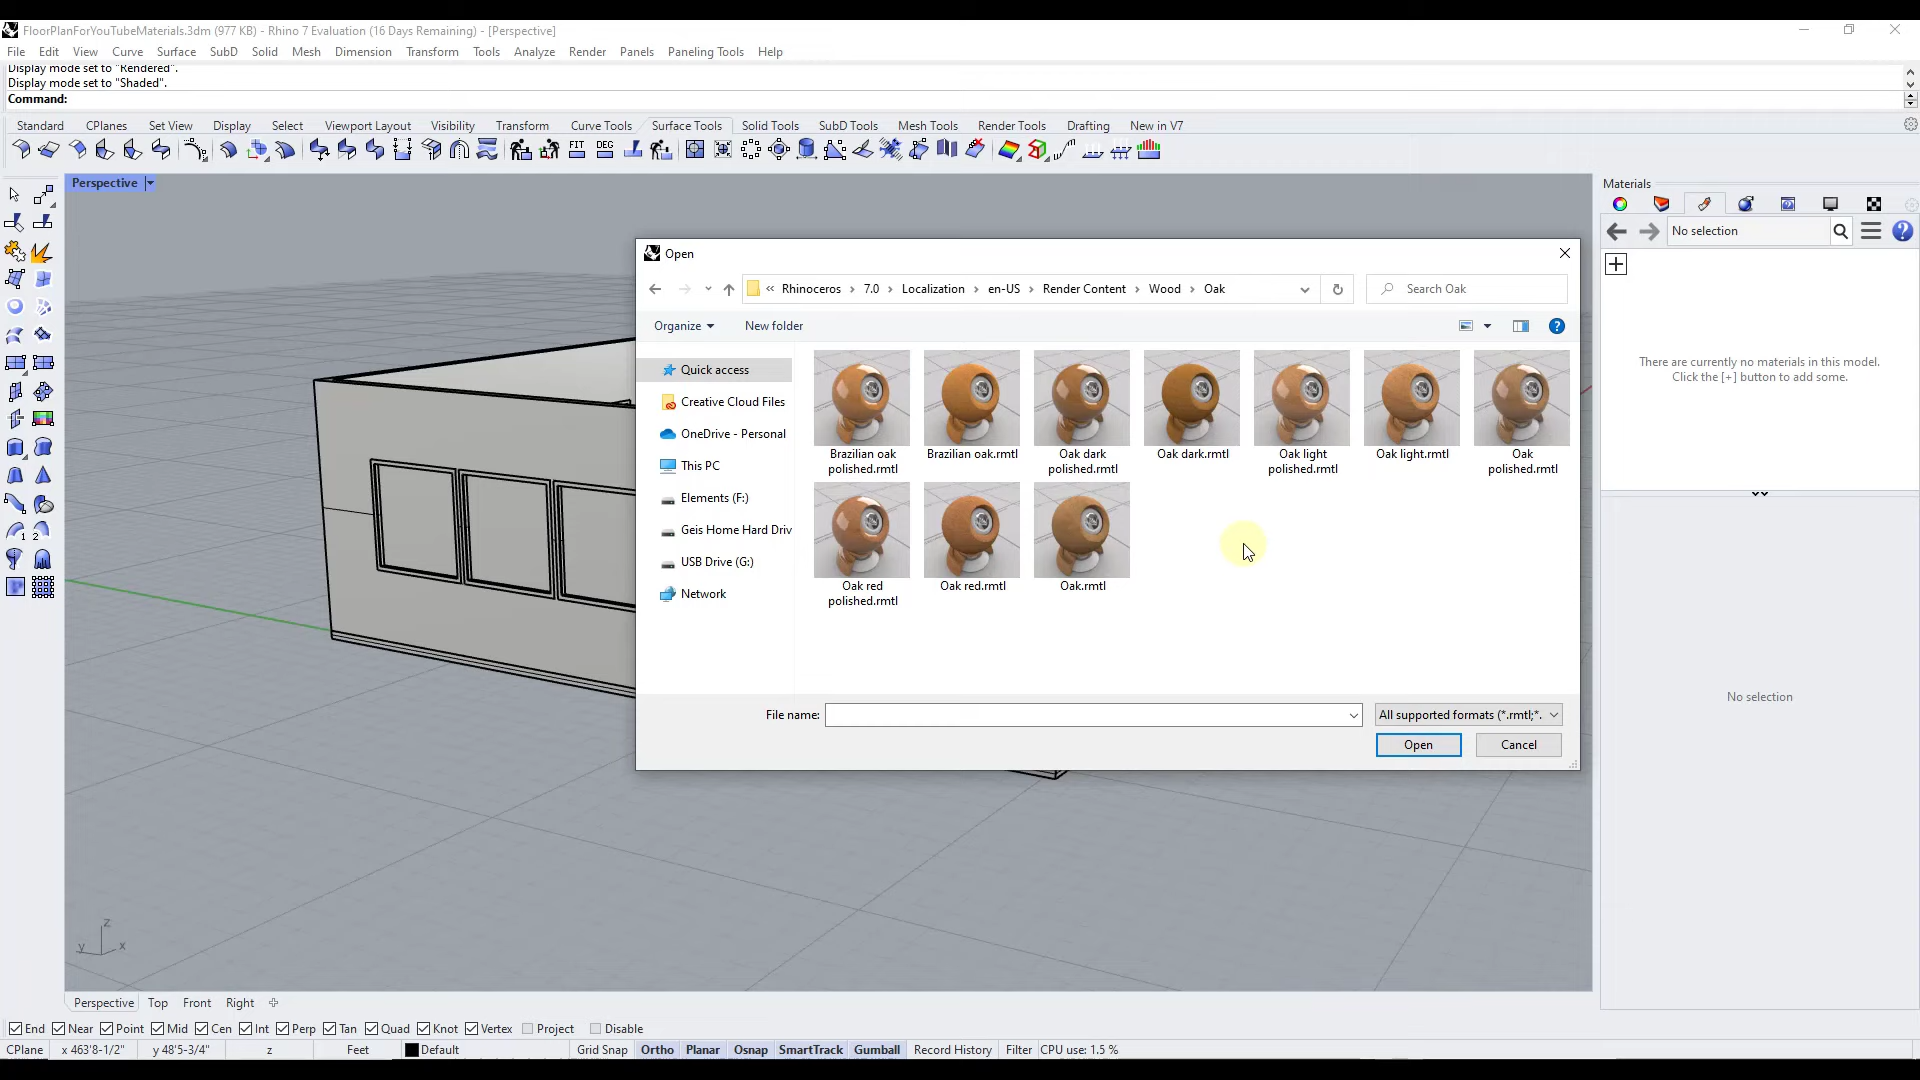 FloorPlanForYouTubeMaterials.3dm (977 KB) - Rhino 7 Evaluation (16 Days Remaining) - [Perspective]
File Edit View Curve Surface SubD Solid Mesh Dimension Transform Tools Analyze Render Panels Paneling Tools Help
Display mode set to "Rendered".
Display mode set to "Shaded".
Command:
Standard CPlanes Set View Display Select Viewport Layout Visibility Transform Curve Tools Surface Tools Solid Tools SubD Tools Mesh Tools Render Tools Drafting New in V7
FIT DEG
Perspective
Materials
No selection
There are currently no materials in this model.
Click the [+] button to add some.
No selection
Open
« Rhinoceros > 7.0 > Localization > en-US > Render Content > Wood > Oak
Search Oak
Organize New folder
Quick access
Creative Cloud Files
OneDrive - Personal
This PC
Elements (F:)
Geis Home Hard Driv
USB Drive (G:)
Network
Brazilian oak polished.rmtl
Brazilian oak.rmtl
Oak dark polished.rmtl
Oak dark.rmtl
Oak light polished.rmtl
Oak light.rmtl
Oak polished.rmtl
Oak red polished.rmtl
Oak red.rmtl
Oak.rmtl
File name:
All supported formats (*.rmtl;*.
Open Cancel
z
y x
Perspective Top Front Right
End Near Point Mid Cen Int Perp Tan Quad Knot Vertex Project Disable
CPlane x 463'8-1/2" y 48'5-3/4" z Feet Default Grid Snap Ortho Planar Osnap SmartTrack Gumball Record History Filter CPU use: 1.5 %